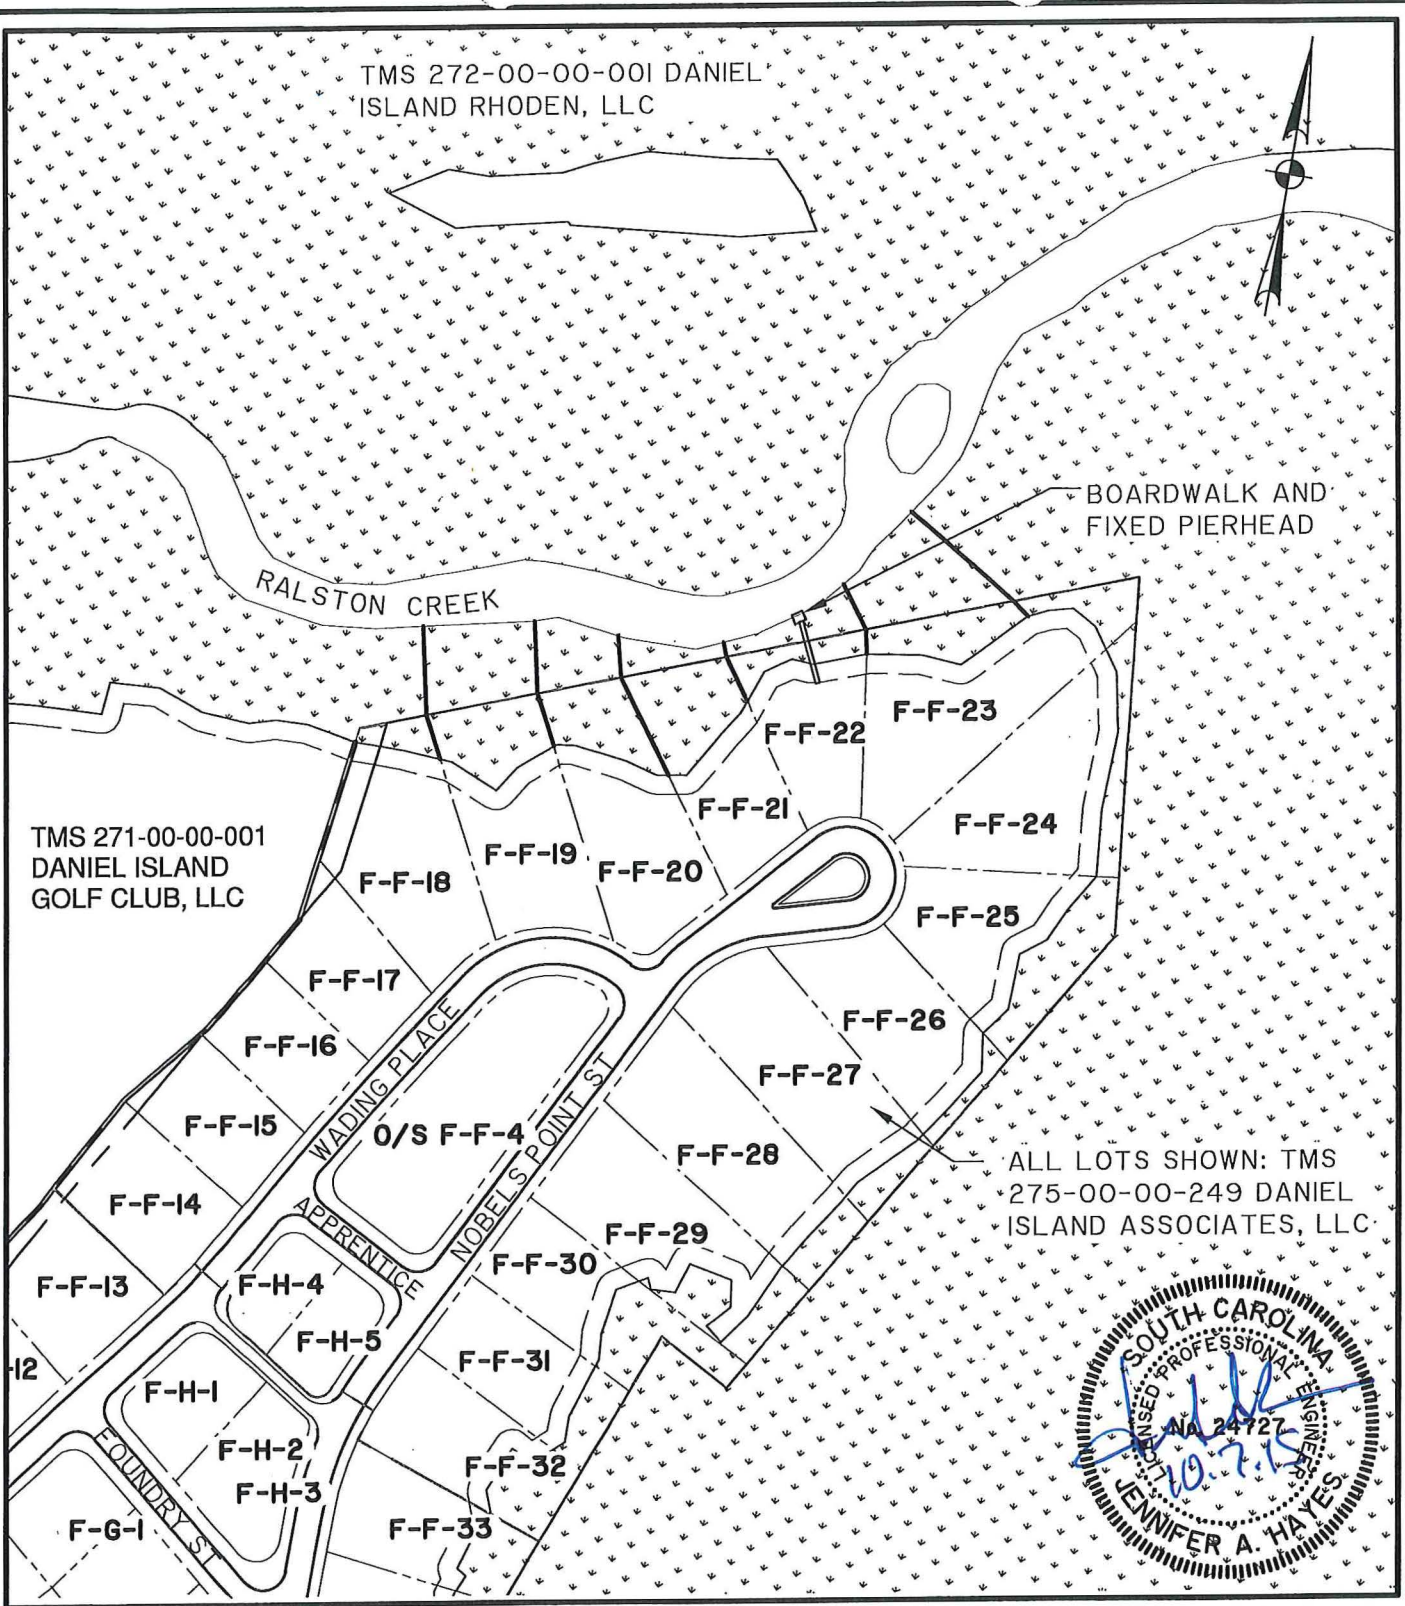 TMS 272-00-00-001 DANIEL
ISLAND RHODEN, LLC
BOARDWALK AND
FIXED PIERHEAD
RALSTON CREEK
F-F-23
F-F-22
F-F-21
F-F-24
TMS 271-00-00-001
DANIEL ISLAND
GOLF CLUB, LLC
F-F-19
F-F-20
F-F-18
F-F-25
F-F-17
F-F-26
F-F-16
WADING PLACE
F-F-27
F-F-15
O/S F-F-4
NOBELS POINT ST
F-F-28
ALL LOTS SHOWN: TMS
275-00-00-249 DANIEL
ISLAND ASSOCIATES, LLC
F-F-14
APPRENTICE
F-F-29
F-F-30
F-F-13
F-H-4
F-H-5
F-F-31
-12
F-H-1
F-H-2
F-H-3
F-F-32
F-F-33
FOUNDRY ST
F-G-1
SOUTH CAROLINA
LICENSED PROFESSIONAL ENGINEER
No. 24727
10.7.15
JENNIFER A. HAYES